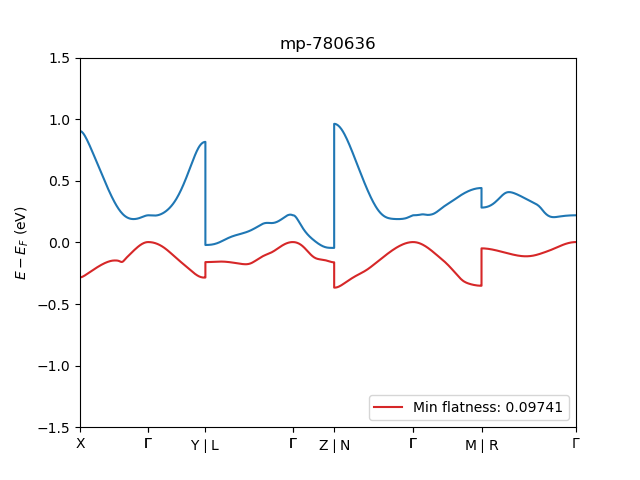 mp-780636
1.5
1.0
0.5
0.0
−0.5
−1.0
−1.5
E − E_F (eV)
Min flatness: 0.09741
X Γ Y | L Γ Z | N Γ M | R Γ